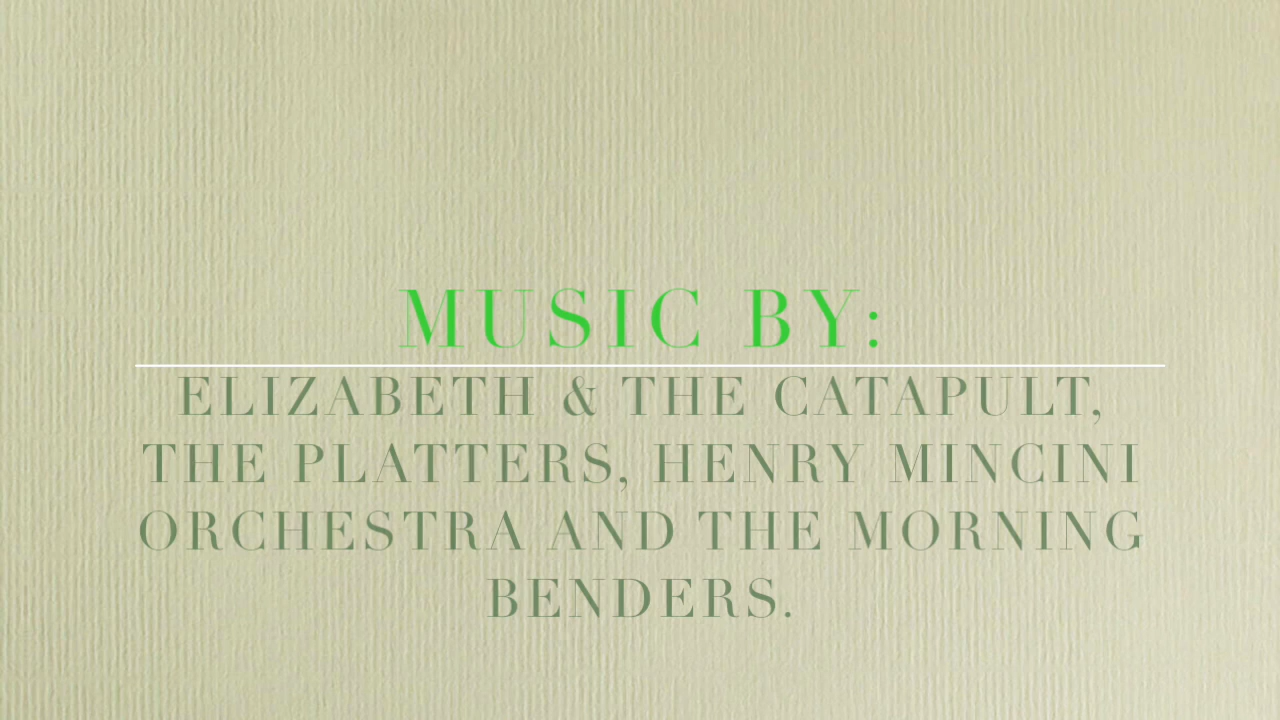 MUSIC BY:
ELIZABETH & THE CATAPULT,
THE PLATTERS, HENRY MINCINI
ORCHESTRA AND THE MORNING
BENDERS.